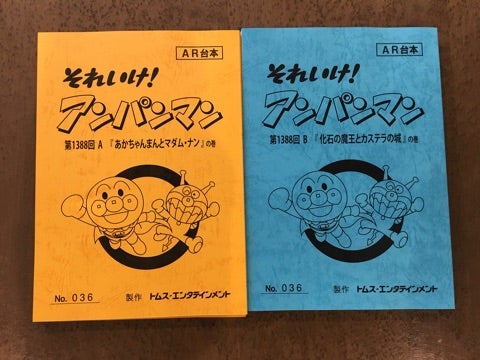 AR台本
それいけ!
アンパンマン
第1388回 A 『あかちゃんまんとマダム・ナン』の巻
No. 036
製作 トムス・エンタテインメント
AR台本
それいけ!
アンパンマン
第1388回 B 『化石の魔王とカステラの城』の巻
No. 036
製作 トムス・エンタテインメント